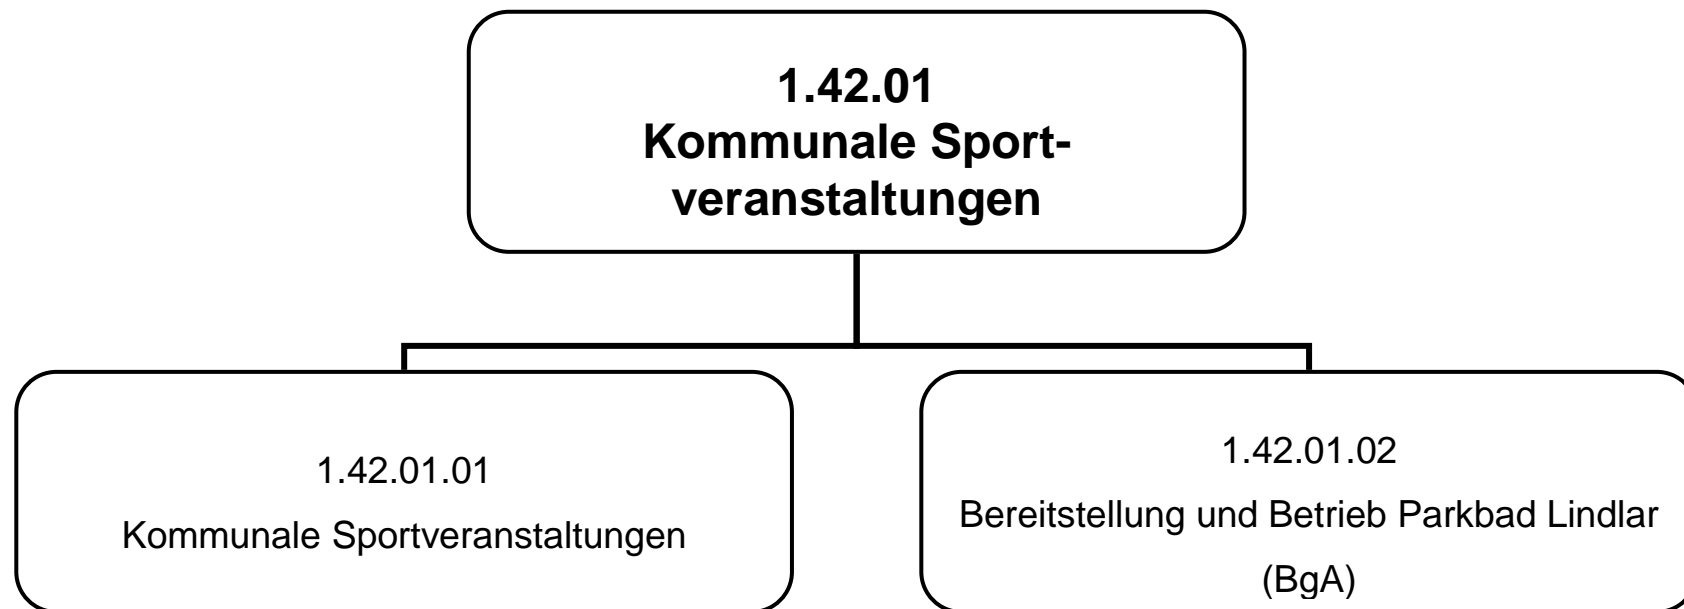 1.42.01
Kommunale Sport-
veranstaltungen
1.42.01.01
Kommunale Sportveranstaltungen
1.42.01.02
Bereitstellung und Betrieb Parkbad Lindlar
(BgA)